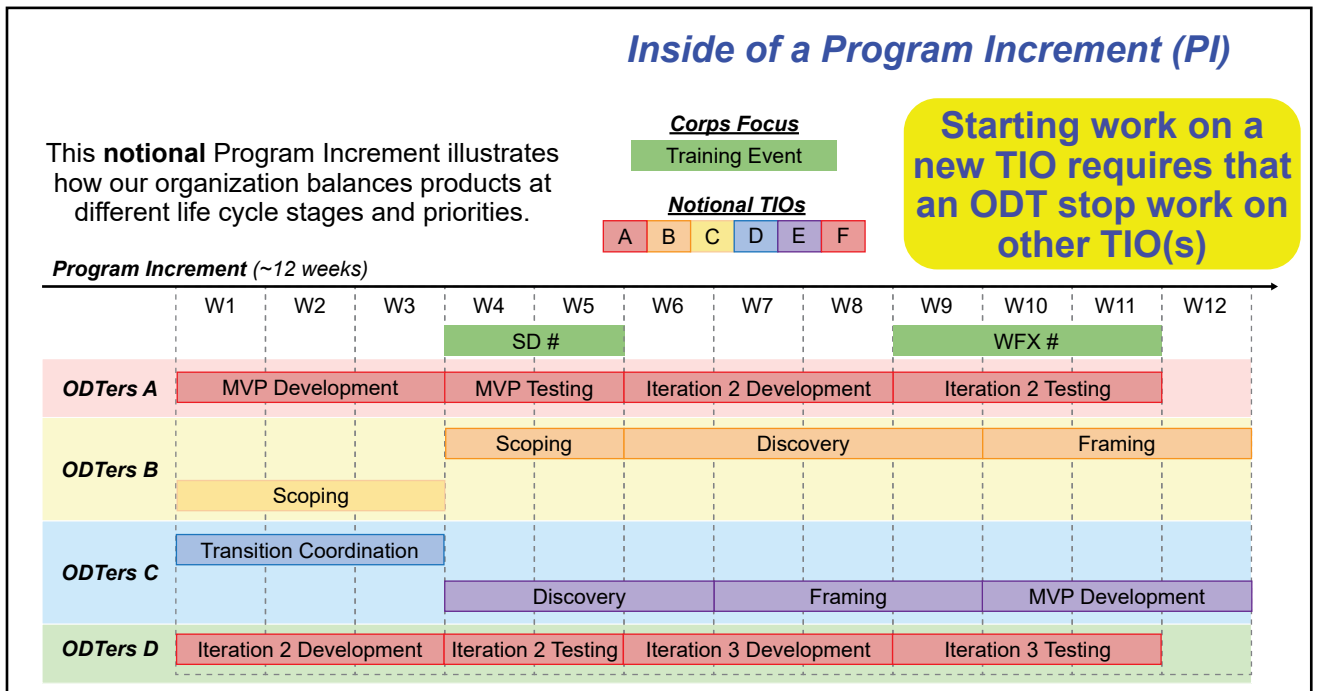 Inside of a Program Increment (PI)
This notional Program Increment illustrates
how our organization balances products at
different life cycle stages and priorities.
Corps Focus
Training Event
Notional TIOs
A B C D E F
Starting work on a
new TIO requires that
an ODT stop work on
other TIO(s)
Program Increment (~12 weeks)
W1 W2 W3 W4 W5 W6 W7 W8 W9 W10 W11 W12
SD # WFX #
ODTers A
MVP Development MVP Testing Iteration 2 Development Iteration 2 Testing
ODTers B
Scoping Discovery Framing
Scoping
ODTers C
Transition Coordination
Discovery Framing MVP Development
ODTers D
Iteration 2 Development Iteration 2 Testing Iteration 3 Development Iteration 3 Testing